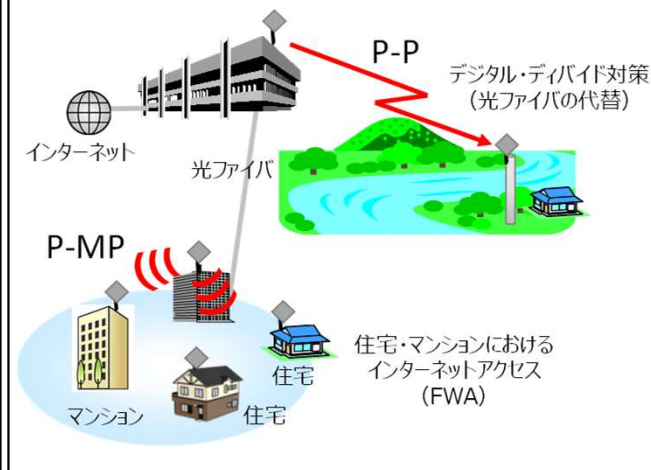 P-P
デジタル・ディバイド対策
（光ファイバの代替）
インターネット
光ファイバ
P-MP
住宅・マンションにおける
インターネットアクセス
（FWA）
住宅
マンション
住宅